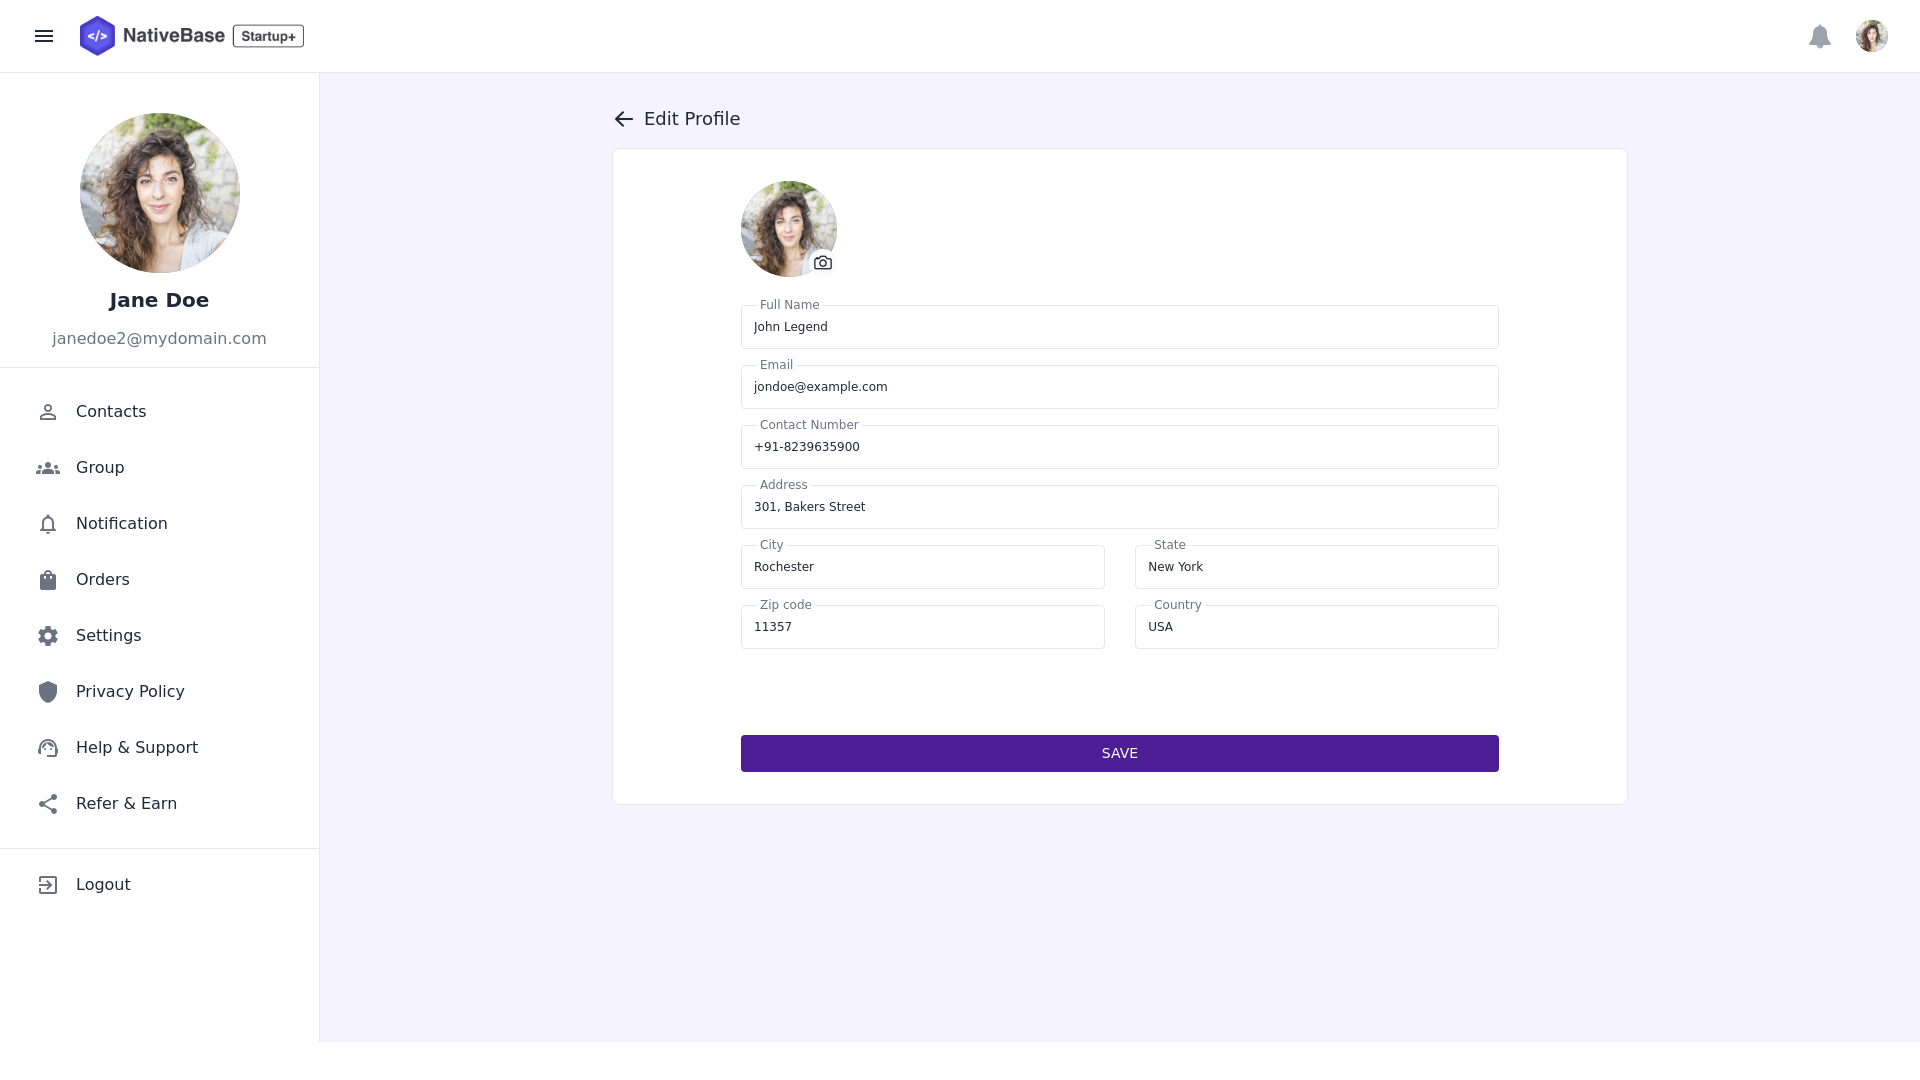 </> NativeBase Startup+
Jane Doe
janedoe2@mydomain.com
Contacts
Group
Notification
Orders
Settings
Privacy Policy
Help & Support
Refer & Earn
Logout
Edit Profile
Full Name
John Legend
Email
jondoe@example.com
Contact Number
+91-8239635900
Address
301, Bakers Street
City
Rochester
State
New York
Zip code
11357
Country
USA
SAVE